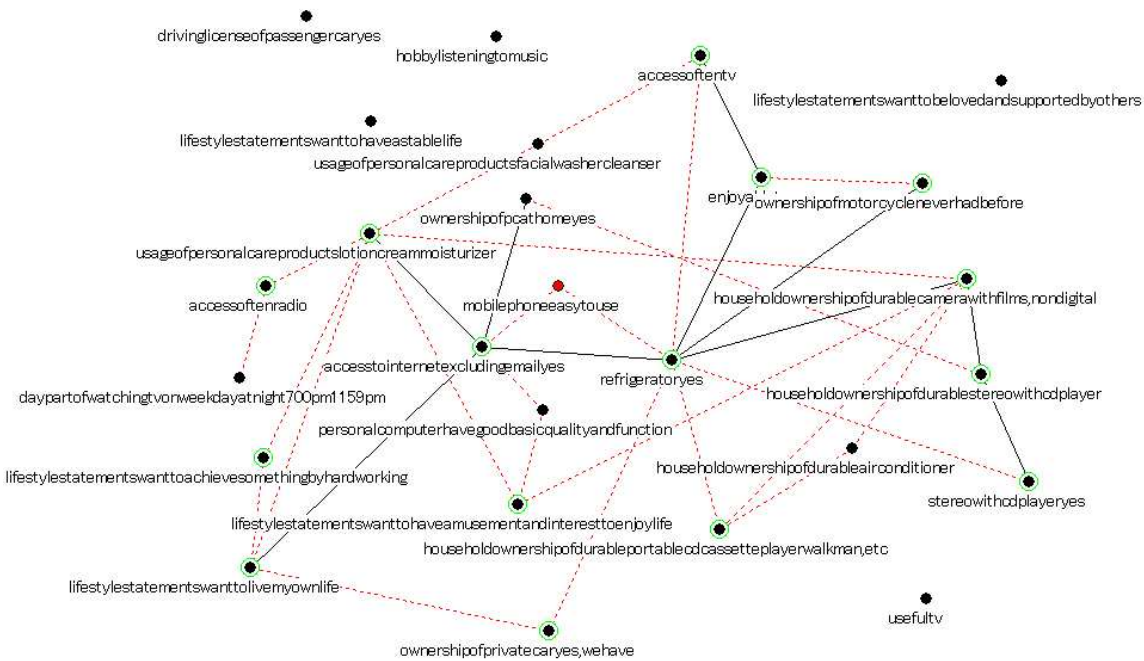 drivinglicenseofpassengercaryes
hobbylisteningtomusic
accessoftentv
lifestylestatementswanttobelovedandsupportedbyothers
lifestylestatementswanttohaveastablelife
usageofpersonalcareproductsfacialwashercleanser
ownershipofmotorcycleneverhadbefore
ownershipofpcathomeyes
usageofpersonalcareproductslotioncreammoisturizer
accessoftenradio
mobilephoneeasytouse
householdownershipofdurablecamerawithfilms,nondigital
accesstointernetexcludingemailyes
refrigeratoryes
daypartofwatchingtvonweekdayatnight700pm1159pm
householdownershipofdurablestereowithcdplayer
personalcomputerhavegoodbasicqualityandfunction
lifestylestatementswanttoachievesomethingbyhardworking
householdownershipofdurableairconditioner
stereowithcdplayeryes
lifestylestatementswanttohaveamusementandinteresttoenjoylife
householdownershipofdurableportablecdcassetteplayerwalkman,etc
lifestylestatementswanttolivemyownlife
usefultv
ownershipofprivatecaryes,wehave